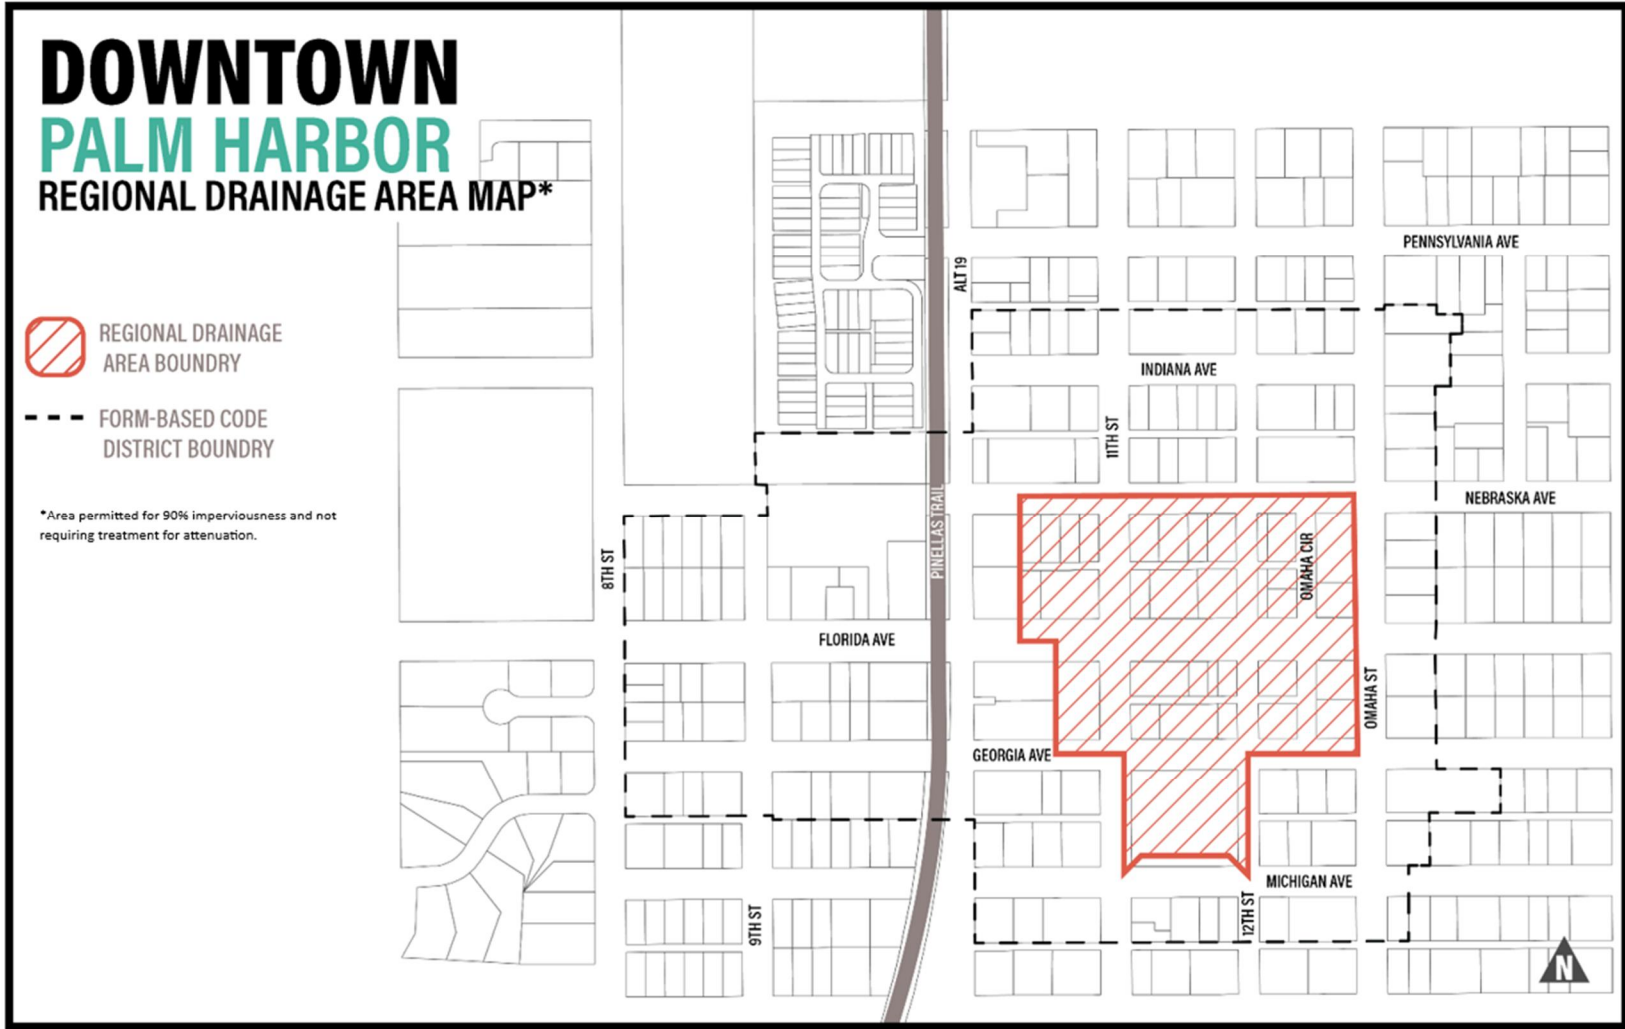 DOWNTOWN
PALM HARBOR
REGIONAL DRAINAGE AREA MAP*
REGIONAL DRAINAGE
AREA BOUNDRY
FORM-BASED CODE
DISTRICT BOUNDRY
*Area permitted for 90% imperviousness and not
requiring treatment for attenuation.
PENNSYLVANIA AVE
ALT 19
INDIANA AVE
11TH ST
NEBRASKA AVE
PINELLAS TRAIL
8TH ST
OMAHA CIR
FLORIDA AVE
OMAHA ST
GEORGIA AVE
MICHIGAN AVE
9TH ST
12TH ST
N